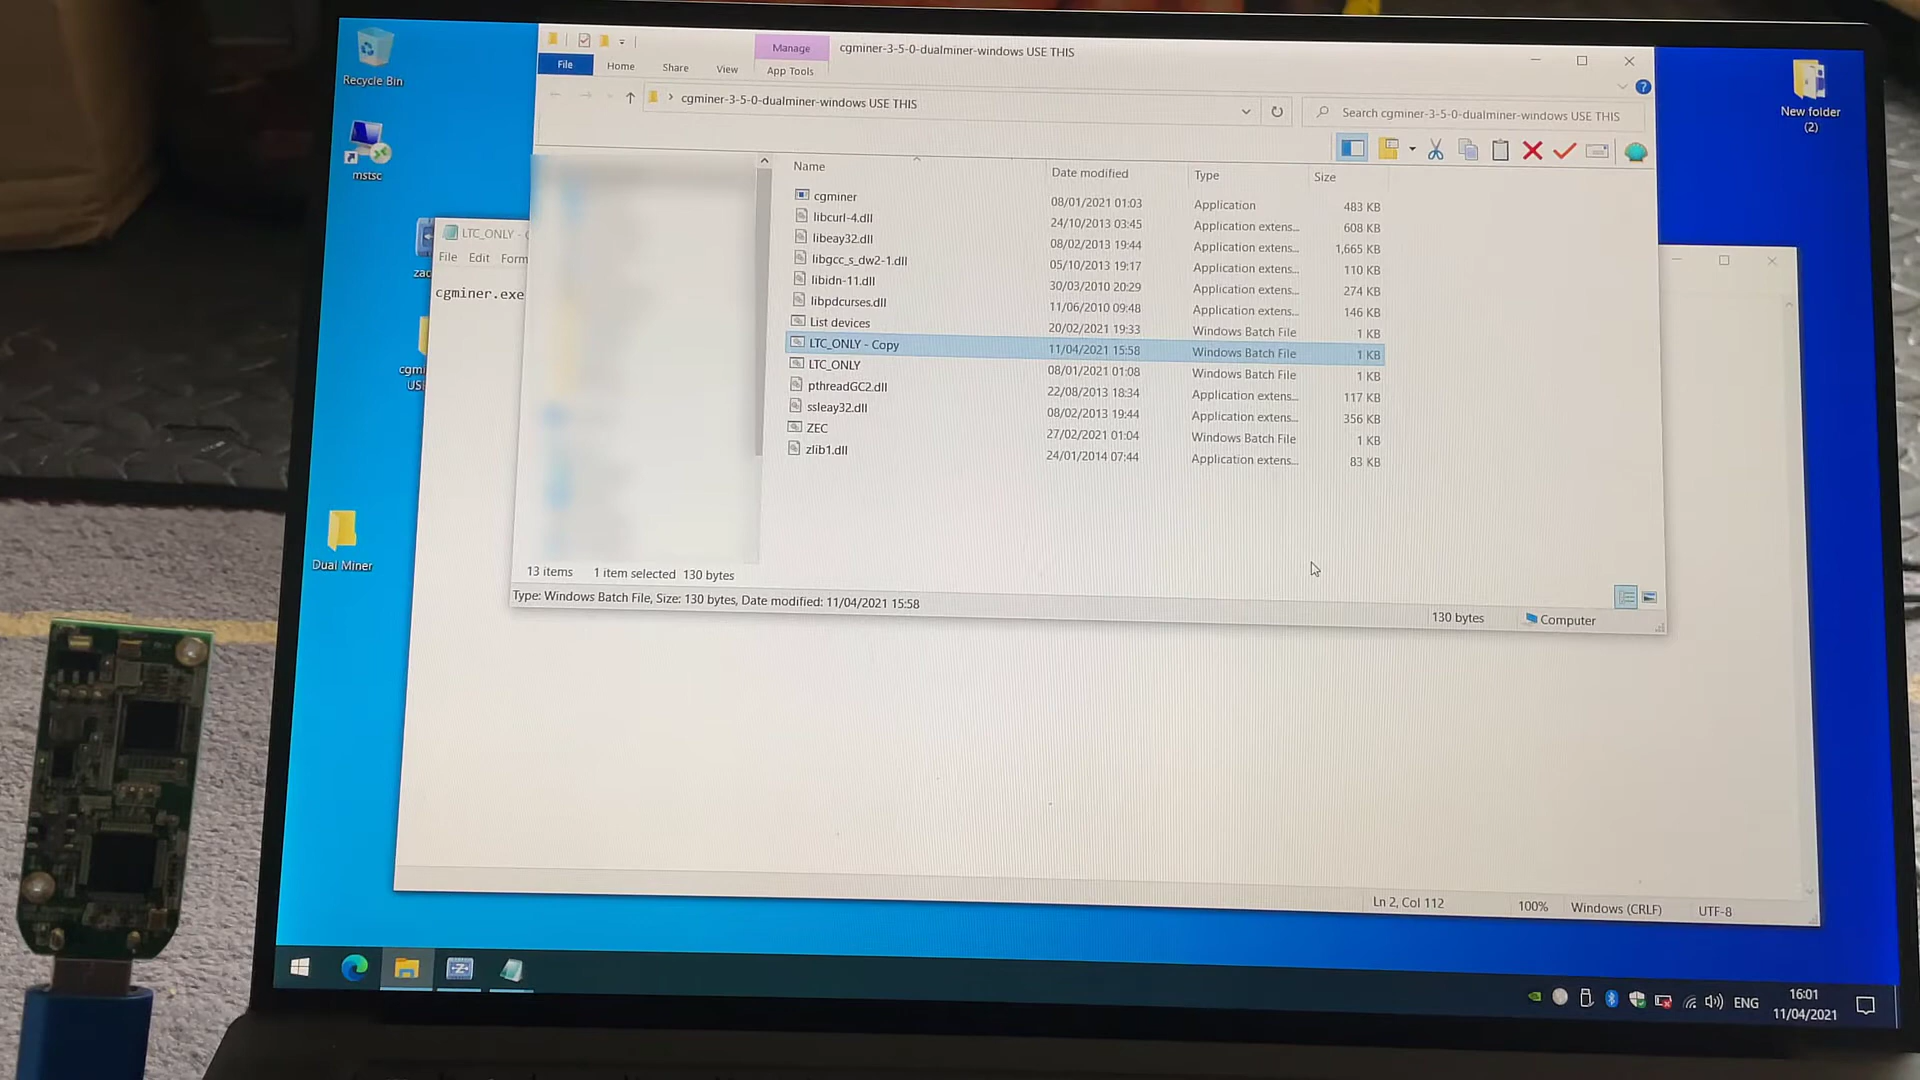 Recycle Bin
mstsc
zac
cgmi
US
Dual Miner
New folder
(2)
Manage
cgminer-3-5-0-dualminer-windows USE THIS
File
Home
Share
View
App Tools
cgminer-3-5-0-dualminer-windows USE THIS
Search cgminer-3-5-0-dualminer-windows USE THIS
Name
Date modified
Type
Size
cgminer 08/01/2021 01:03 Application 483 KB
libcurl-4.dll 24/10/2013 03:45 Application extens... 608 KB
libeay32.dll 08/02/2013 19:44 Application extens... 1,665 KB
libgcc_s_dw2-1.dll 05/10/2013 19:17 Application extens... 110 KB
libidn-11.dll 30/03/2010 20:29 Application extens... 274 KB
libpdcurses.dll 11/06/2010 09:48 Application extens... 146 KB
List devices 20/02/2021 19:33 Windows Batch File 1 KB
LTC_ONLY - Copy 11/04/2021 15:58 Windows Batch File 1 KB
LTC_ONLY 08/01/2021 01:08 Windows Batch File 1 KB
pthreadGC2.dll 22/08/2013 18:34 Application extens... 117 KB
ssleay32.dll 08/02/2013 19:44 Application extens... 356 KB
ZEC 27/02/2021 01:04 Windows Batch File 1 KB
zlib1.dll 24/01/2014 07:44 Application extens... 83 KB
13 items 1 item selected 130 bytes
Type: Windows Batch File, Size: 130 bytes, Date modified: 11/04/2021 15:58
130 bytes
Computer
LTC_ONLY -
File Edit Form
cgminer.exe
Ln 2, Col 112
100%
Windows (CRLF)
UTF-8
ENG
16:01
11/04/2021